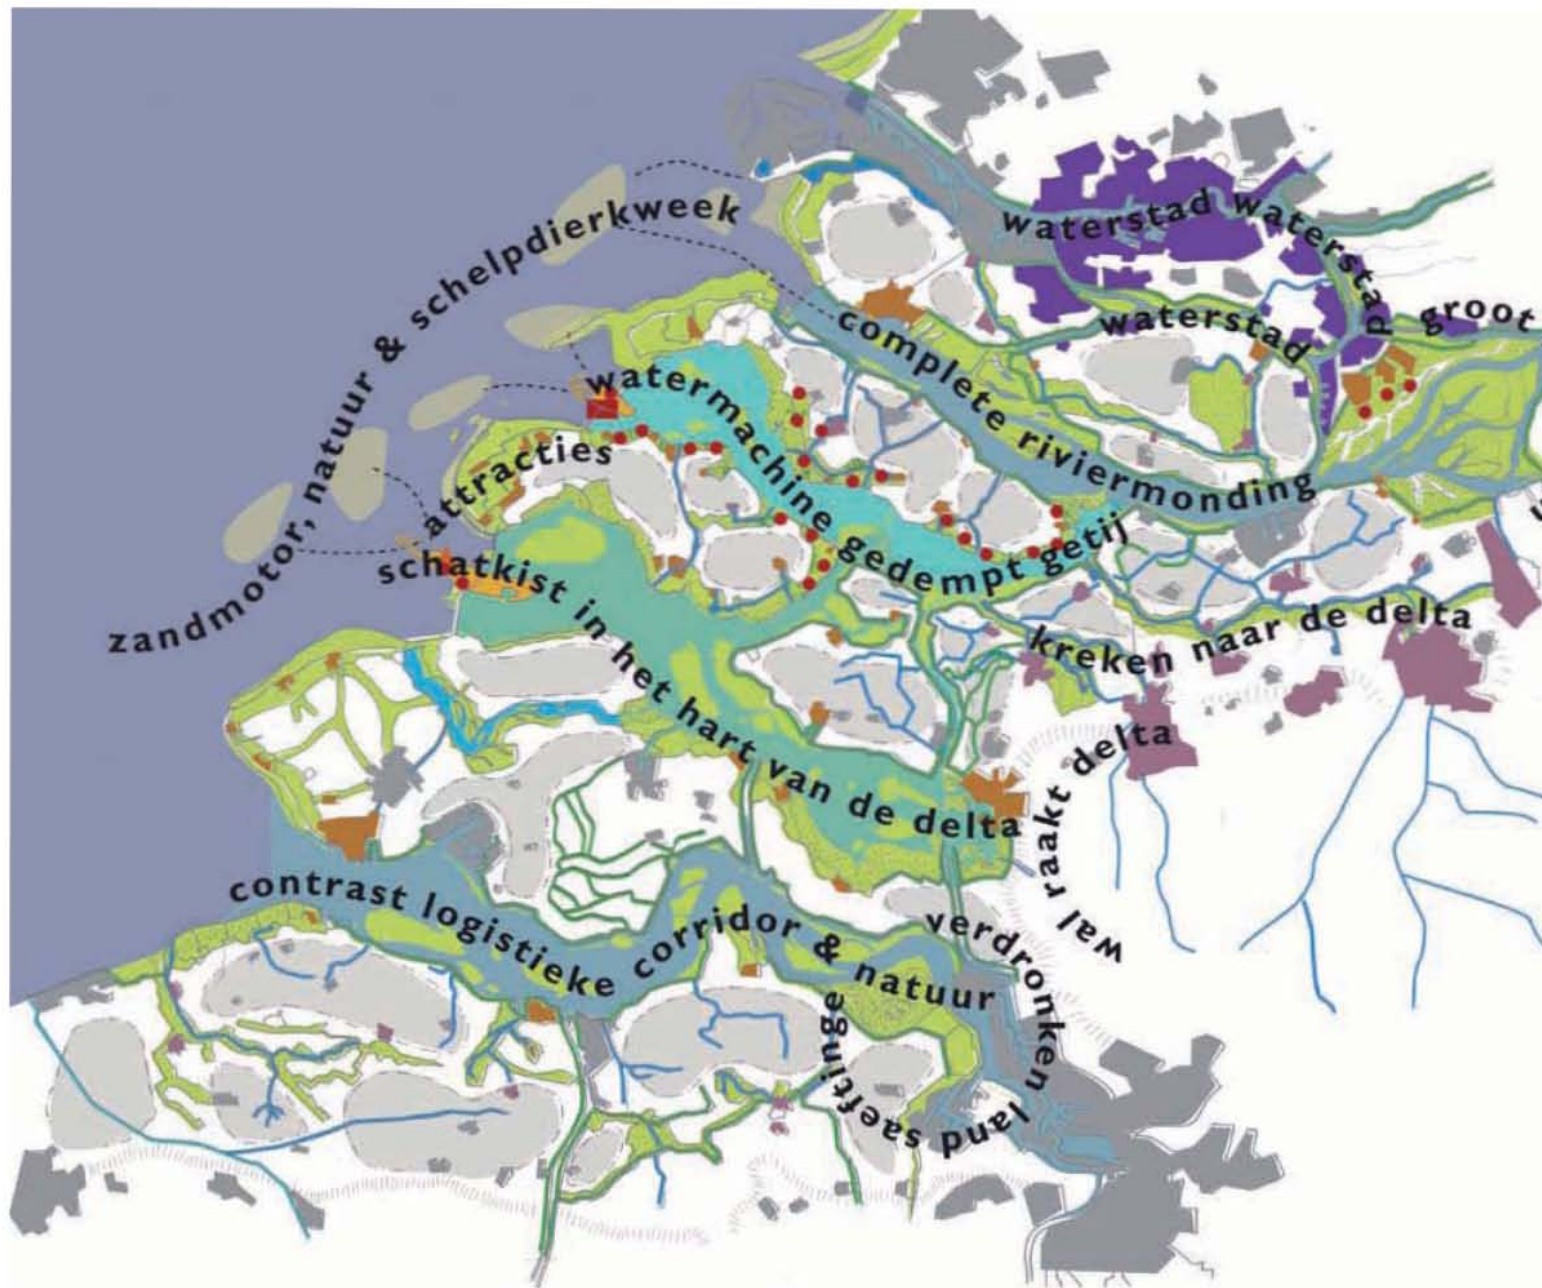 zandmotor, natuur & schelpdierkweek
waterstad waterstad
waterstad
groot
complete riviermonding
watermachine gedempt getij
attracties
schatkist in het hart van de delta
kreken naar de delta
wal raakt delta
contrast logistieke corridor & natuur
verdronken land saeftinge